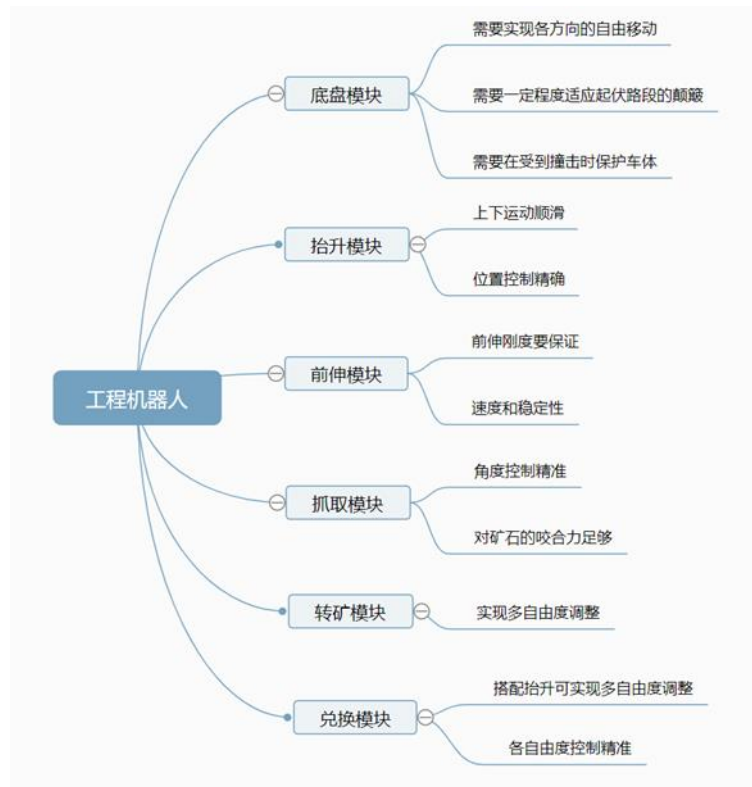 工程机器人
底盘模块
需要实现各方向的自由移动
需要一定程度适应起伏路段的颠簸
需要在受到撞击时保护车体
抬升模块
上下运动顺滑
位置控制精确
前伸模块
前伸刚度要保证
速度和稳定性
抓取模块
角度控制精准
对矿石的咬合力足够
转矿模块
实现多自由度调整
兑换模块
搭配抬升可实现多自由度调整
各自由度控制精准